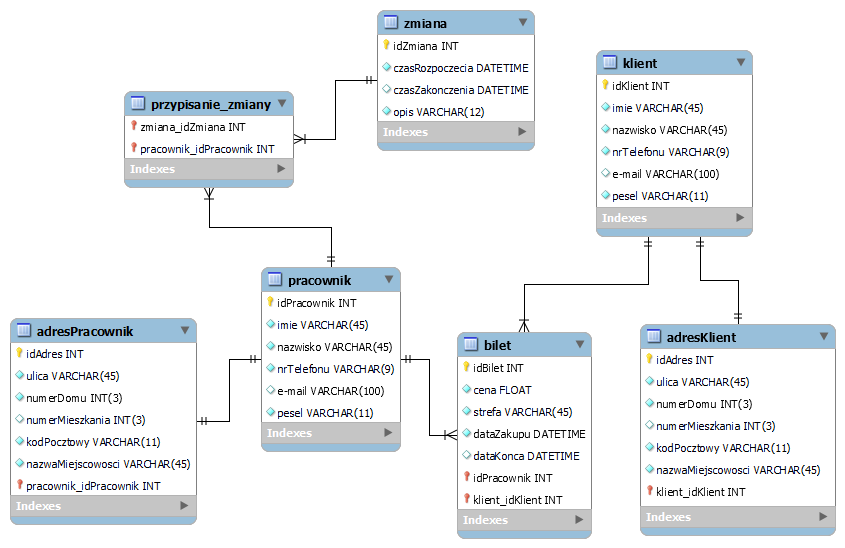 zmiana
idZmiana INT
czasRozpoczecia DATETIME
czasZakonczenia DATETIME
opis VARCHAR(12)
Indexes
klient
idKlient INT
imie VARCHAR(45)
nazwisko VARCHAR(45)
nrTelefonu VARCHAR(9)
e-mail VARCHAR(100)
pesel VARCHAR(11)
Indexes
przypisanie_zmiany
zmiana_idZmiana INT
pracownik_idPracownik INT
Indexes
pracownik
idPracownik INT
imie VARCHAR(45)
nazwisko VARCHAR(45)
nrTelefonu VARCHAR(9)
e-mail VARCHAR(100)
pesel VARCHAR(11)
Indexes
adresPracownik
idAdres INT
ulica VARCHAR(45)
numerDomu INT(3)
numerMieszkania INT(3)
kodPocztowy VARCHAR(11)
nazwaMiejscowosci VARCHAR(45)
pracownik_idPracownik INT
Indexes
bilet
idBilet INT
cena FLOAT
strefa VARCHAR(45)
dataZakupu DATETIME
dataKonca DATETIME
idPracownik INT
klient_idKlient INT
Indexes
adresKlient
idAdres INT
ulica VARCHAR(45)
numerDomu INT(3)
numerMieszkania INT(3)
kodPocztowy VARCHAR(11)
nazwaMiejscowosci VARCHAR(45)
klient_idKlient INT
Indexes